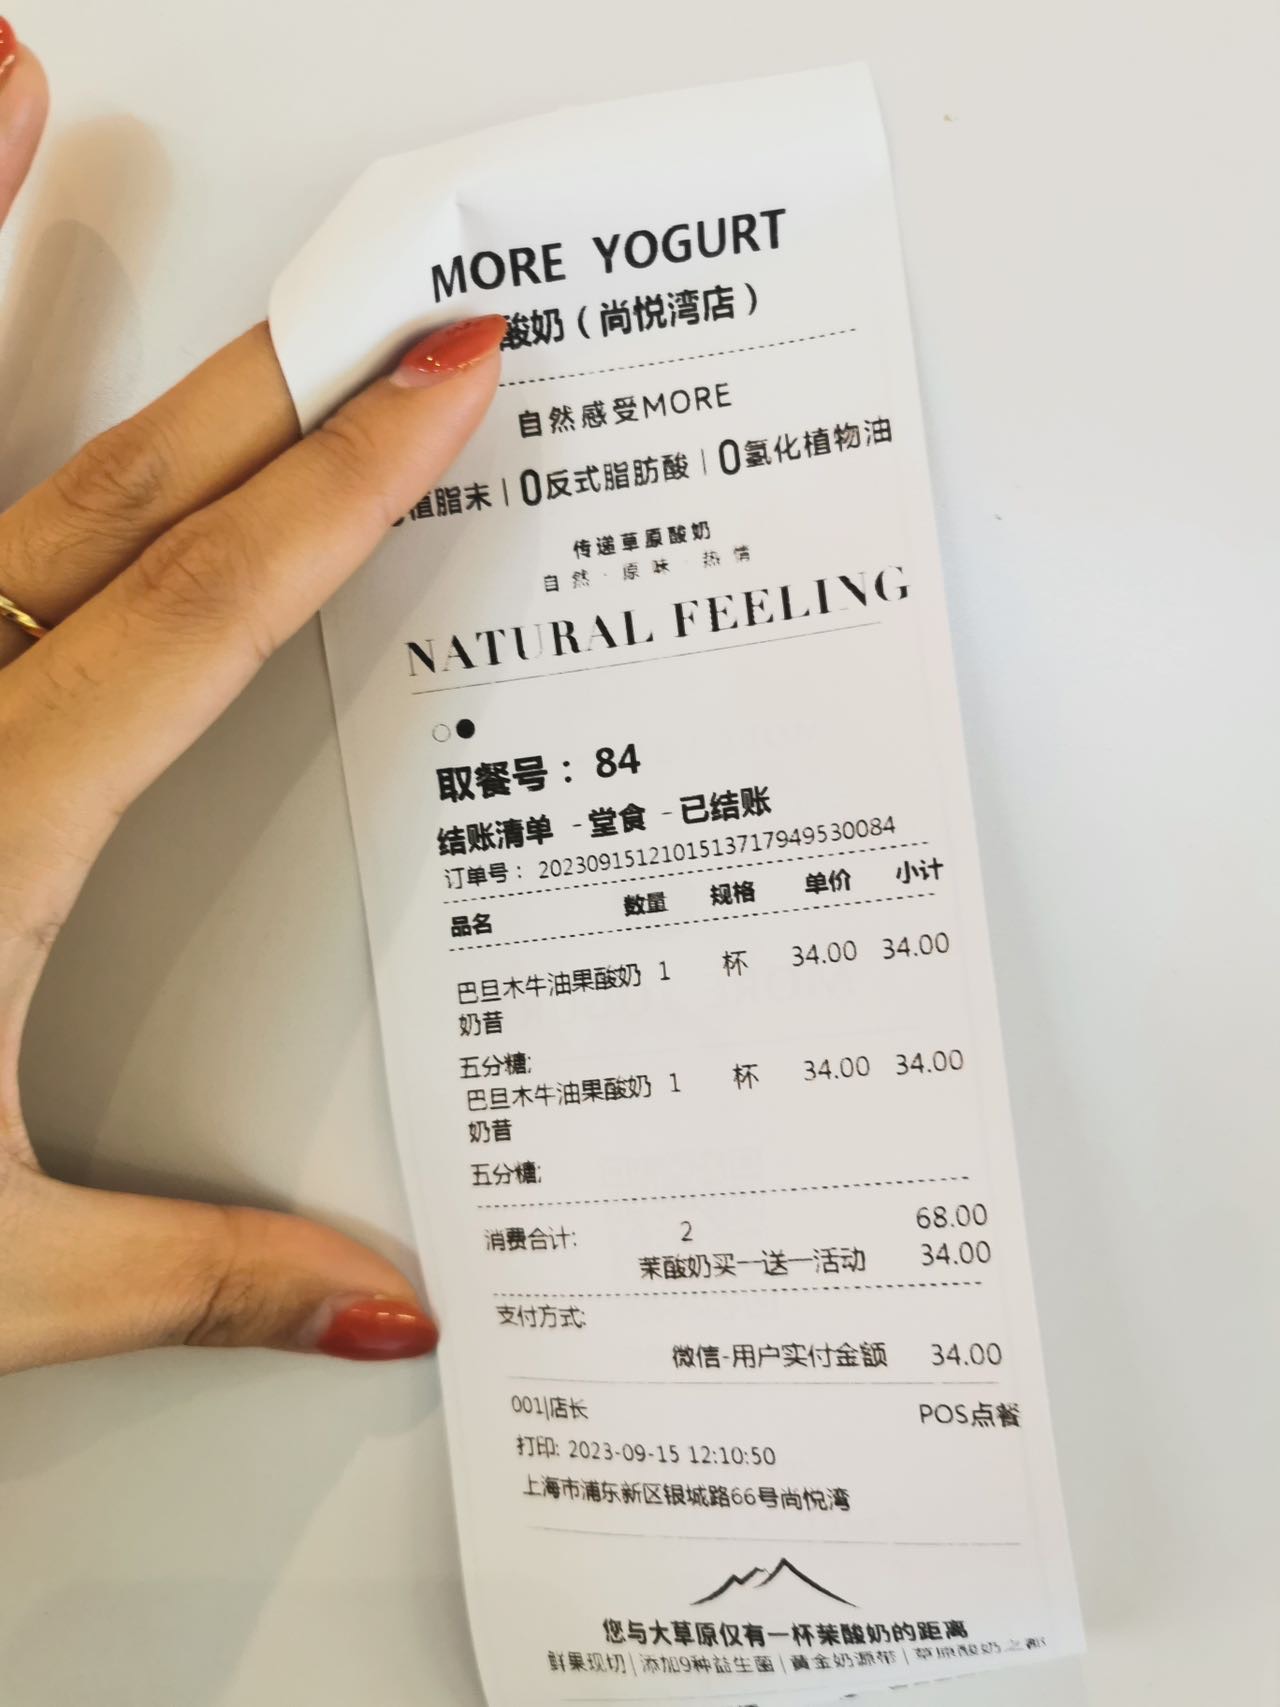 MORE YOGURT
酸奶（尚悦湾店）
自然感受MORE
植脂末 | 0反式脂肪酸 | 0氢化植物油
传递草原酸奶
自然·原味·热情
NATURAL FEELING
取餐号： 84
结账清单 -堂食 -已结账
订单号： 2023091512101513717949530084
品名 数量 规格 单价 小计
巴旦木牛油果酸奶 1 杯 34.00 34.00
奶昔
五分糖;
巴旦木牛油果酸奶 1 杯 34.00 34.00
奶昔
五分糖;
消费合计: 2 68.00
茉酸奶买一送一活动 34.00
支付方式:
微信-用户实付金额 34.00
001|店长 POS点餐
打印: 2023-09-15 12:10:50
上海市浦东新区银城路66号尚悦湾
您与大草原仅有一杯茉酸奶的距离
鲜果现切 | 添加9种益生菌 | 黄金奶源带 | 草原酸奶之都